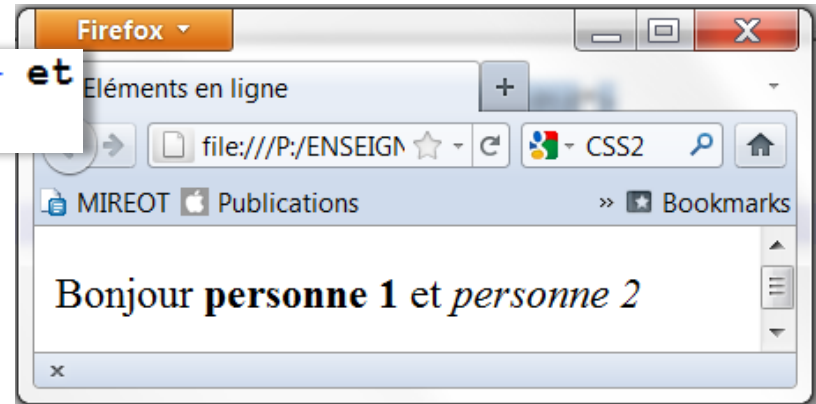 Firefox
et
Eléments en ligne
file:///P:/ENSEIGN
CSS2
MIREOT Publications » Bookmarks
Bonjour personne 1 et personne 2
x